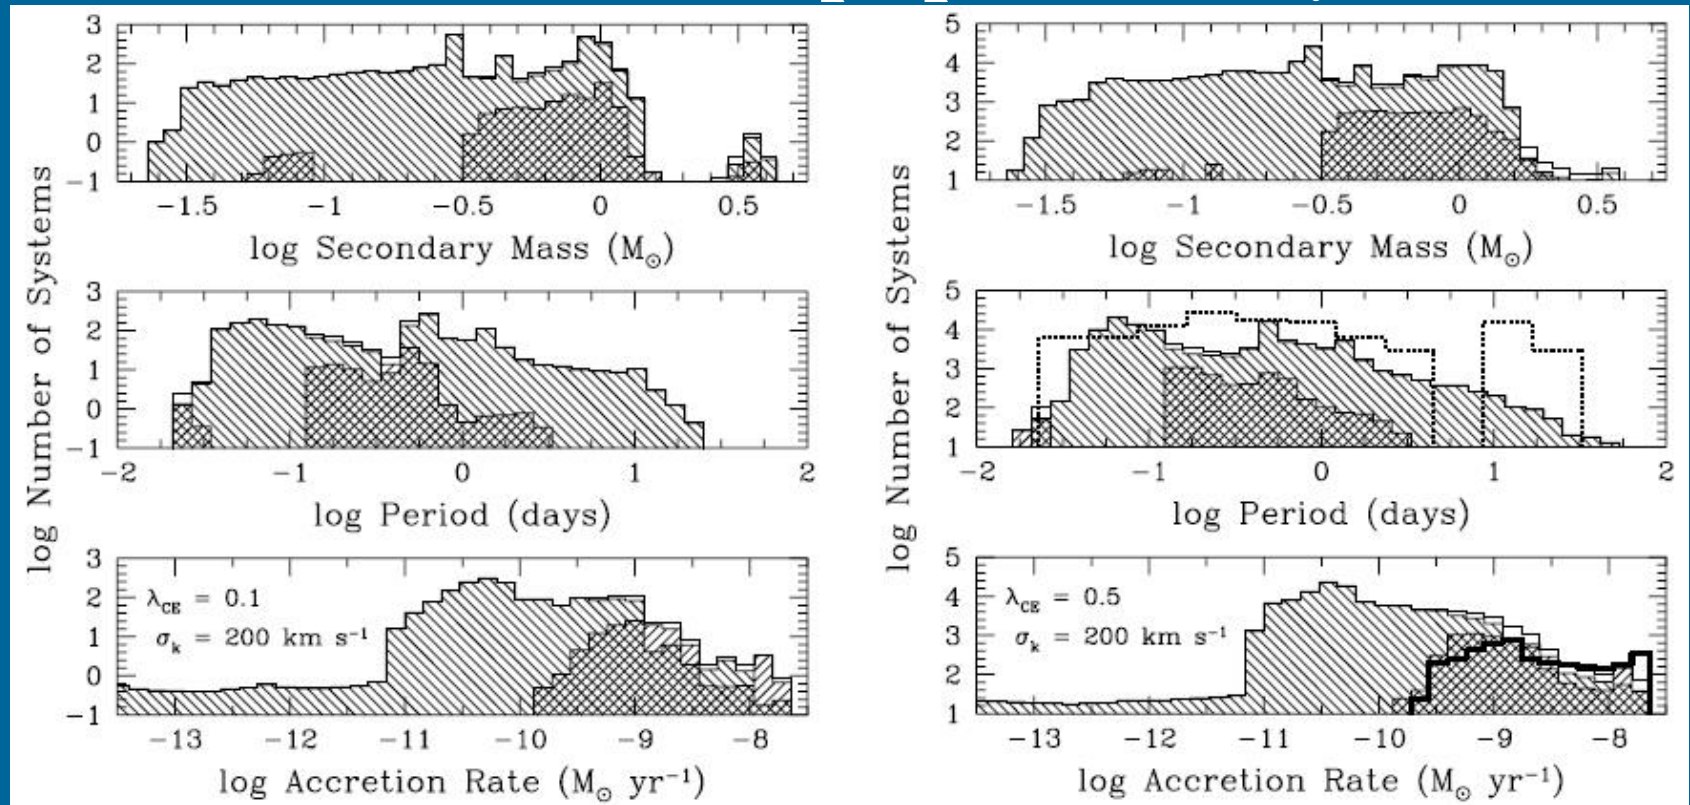 log Number of Systems
3
2
1
0
−1
−1.5 −1 −0.5 0 0.5
log Secondary Mass (M⊙)
3
2
1
0
−1
−2 −1 0 1 2
log Period (days)
3
2
1
0
−1
λCE = 0.1
σk = 200 km s−1
−13 −12 −11 −10 −9 −8
log Accretion Rate (M⊙ yr−1)
log Number of Systems
5
4
3
2
1
−1.5 −1 −0.5 0 0.5
log Secondary Mass (M⊙)
5
4
3
2
1
−2 −1 0 1 2
log Period (days)
5
4
3
2
1
λCE = 0.5
σk = 200 km s−1
−13 −12 −11 −10 −9 −8
log Accretion Rate (M⊙ yr−1)